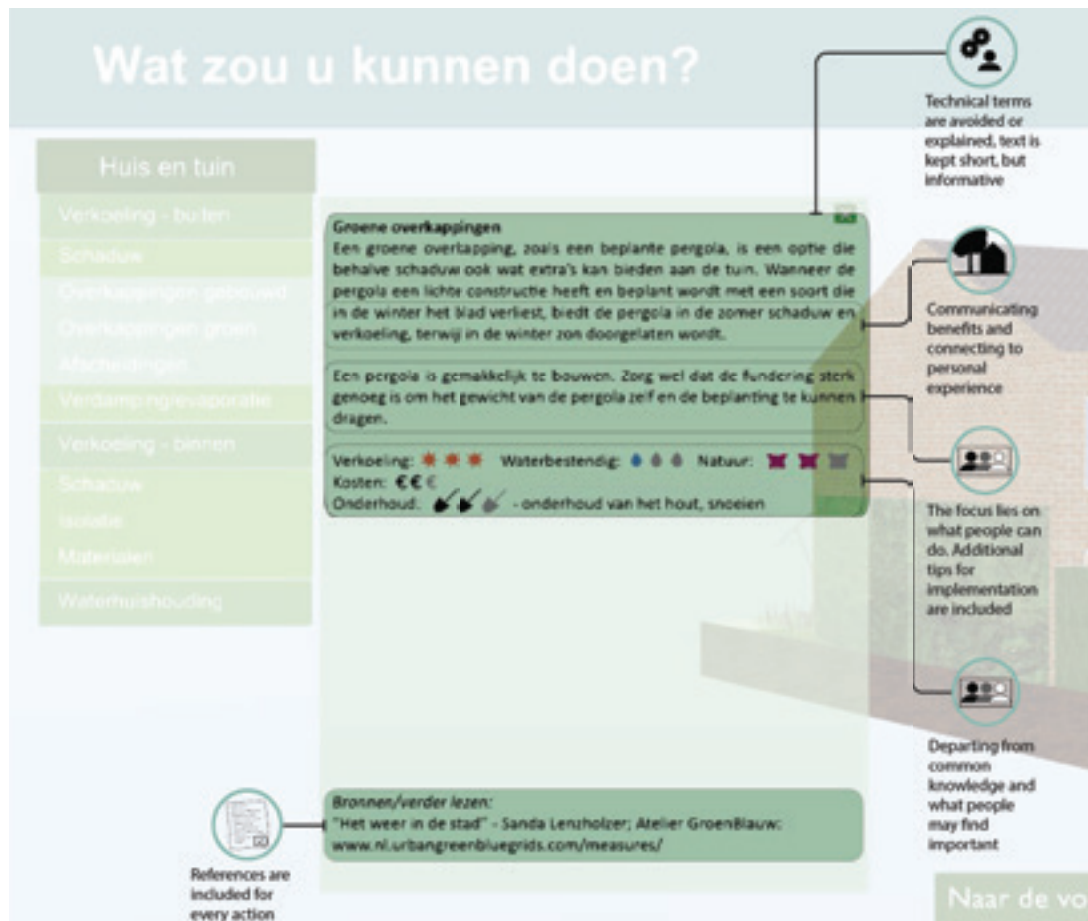 Wat zou u kunnen doen?
Huis en tuin
Verkoeling - buiten
Schaduw
Overkappingen gebouwd
Overkappingen groen
Afscheidingen
Verdamping/evaporatie
Verkoeling - binnen
Schaduw
Isolatie
Materialen
Waterhuishouding
Groene overkappingen
Een groene overkapping, zoals een beplante pergola, is een optie die
behalve schaduw ook wat extra's kan bieden aan de tuin. Wanneer de
pergola een lichte constructie heeft en beplant wordt met een soort die
in de winter het blad verliest, biedt de pergola in de zomer schaduw en
verkoeling, terwijl in de winter zon doorgelaten wordt.
Een pergola is gemakkelijk te bouwen. Zorg wel dat de fundering sterk
genoeg is om het gewicht van de pergola zelf en de beplanting te kunnen
dragen.
Verkoeling: Waterbestendig: Natuur:
Kosten: €€€
Onderhoud: - onderhoud van het hout, snoeien
Bronnen/verder lezen:
"Het weer in de stad" - Sanda Lenzholzer; Atelier GroenBlauw:
www.nl.urbangreenbluegrids.com/measures/
Technical terms
are avoided or
explained, text is
kept short, but
informative
Communicating
benefits and
connecting to
personal
experience
The focus lies on
what people can
do. Additional
tips for
implementation
are included
Departing from
common
knowledge and
what people
may find
important
References are
included for
every action
Naar de vo